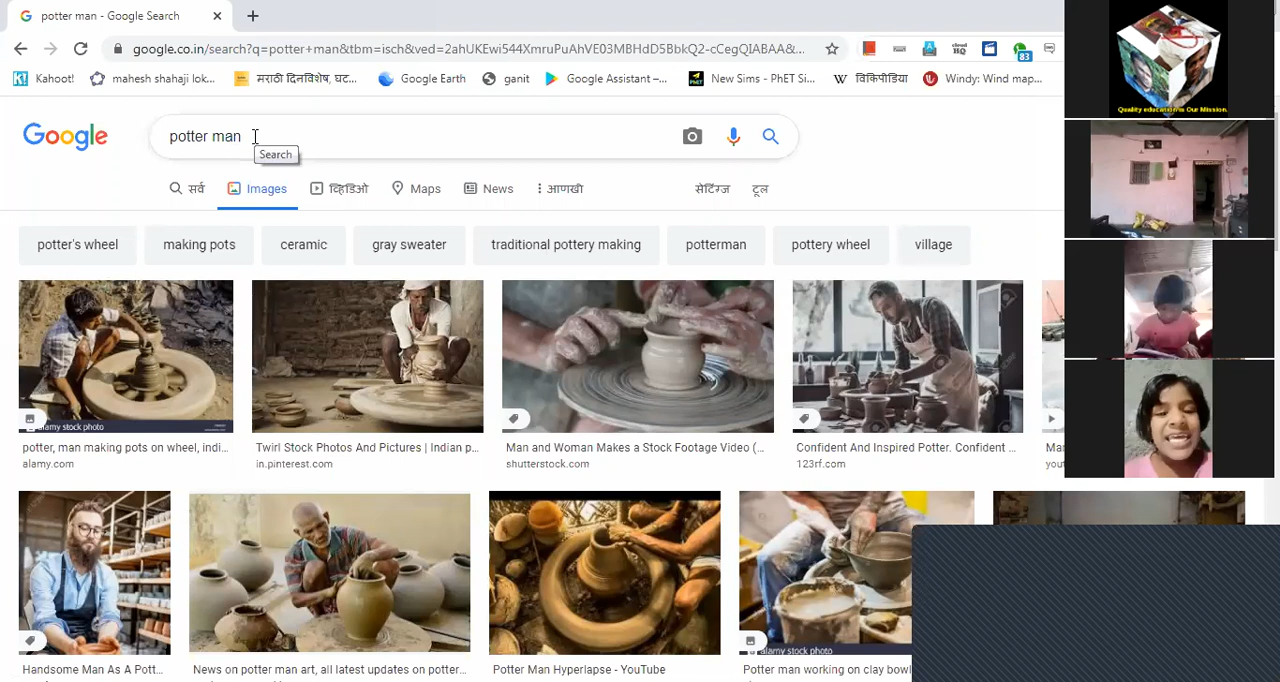 potter man - Google Search
google.co.in/search?q=potter+man&tbm=isch&ved=2ahUKEwi544XmruPuAhVE03MBHdD5BbkQ2-cCegQIABAA&...
83
Kahoot! mahesh shahaji lok... मराठी दिनविशेष, घट... Google Earth ganit Google Assistant –... New Sims - PhET Si... विकिपीडिया Windy: Wind map...
Quality education is Our Mission.
Google potter man
Search
सर्व Images व्हिडिओ Maps News आणखी सेटिंग्ज टूल
potter's wheel making pots ceramic gray sweater traditional pottery making potterman pottery wheel village
alamy stock photo
potter, man making pots on wheel, indi...
alamy.com
Twirl Stock Photos And Pictures | Indian p...
in.pinterest.com
Man and Woman Makes a Stock Footage Video (...
shutterstock.com
Confident And Inspired Potter. Confident ...
123rf.com
Handsome Man As A Pott...
News on potter man art, all latest updates on potter...
Potter Man Hyperlapse - YouTube
Potter man working on clay bowl